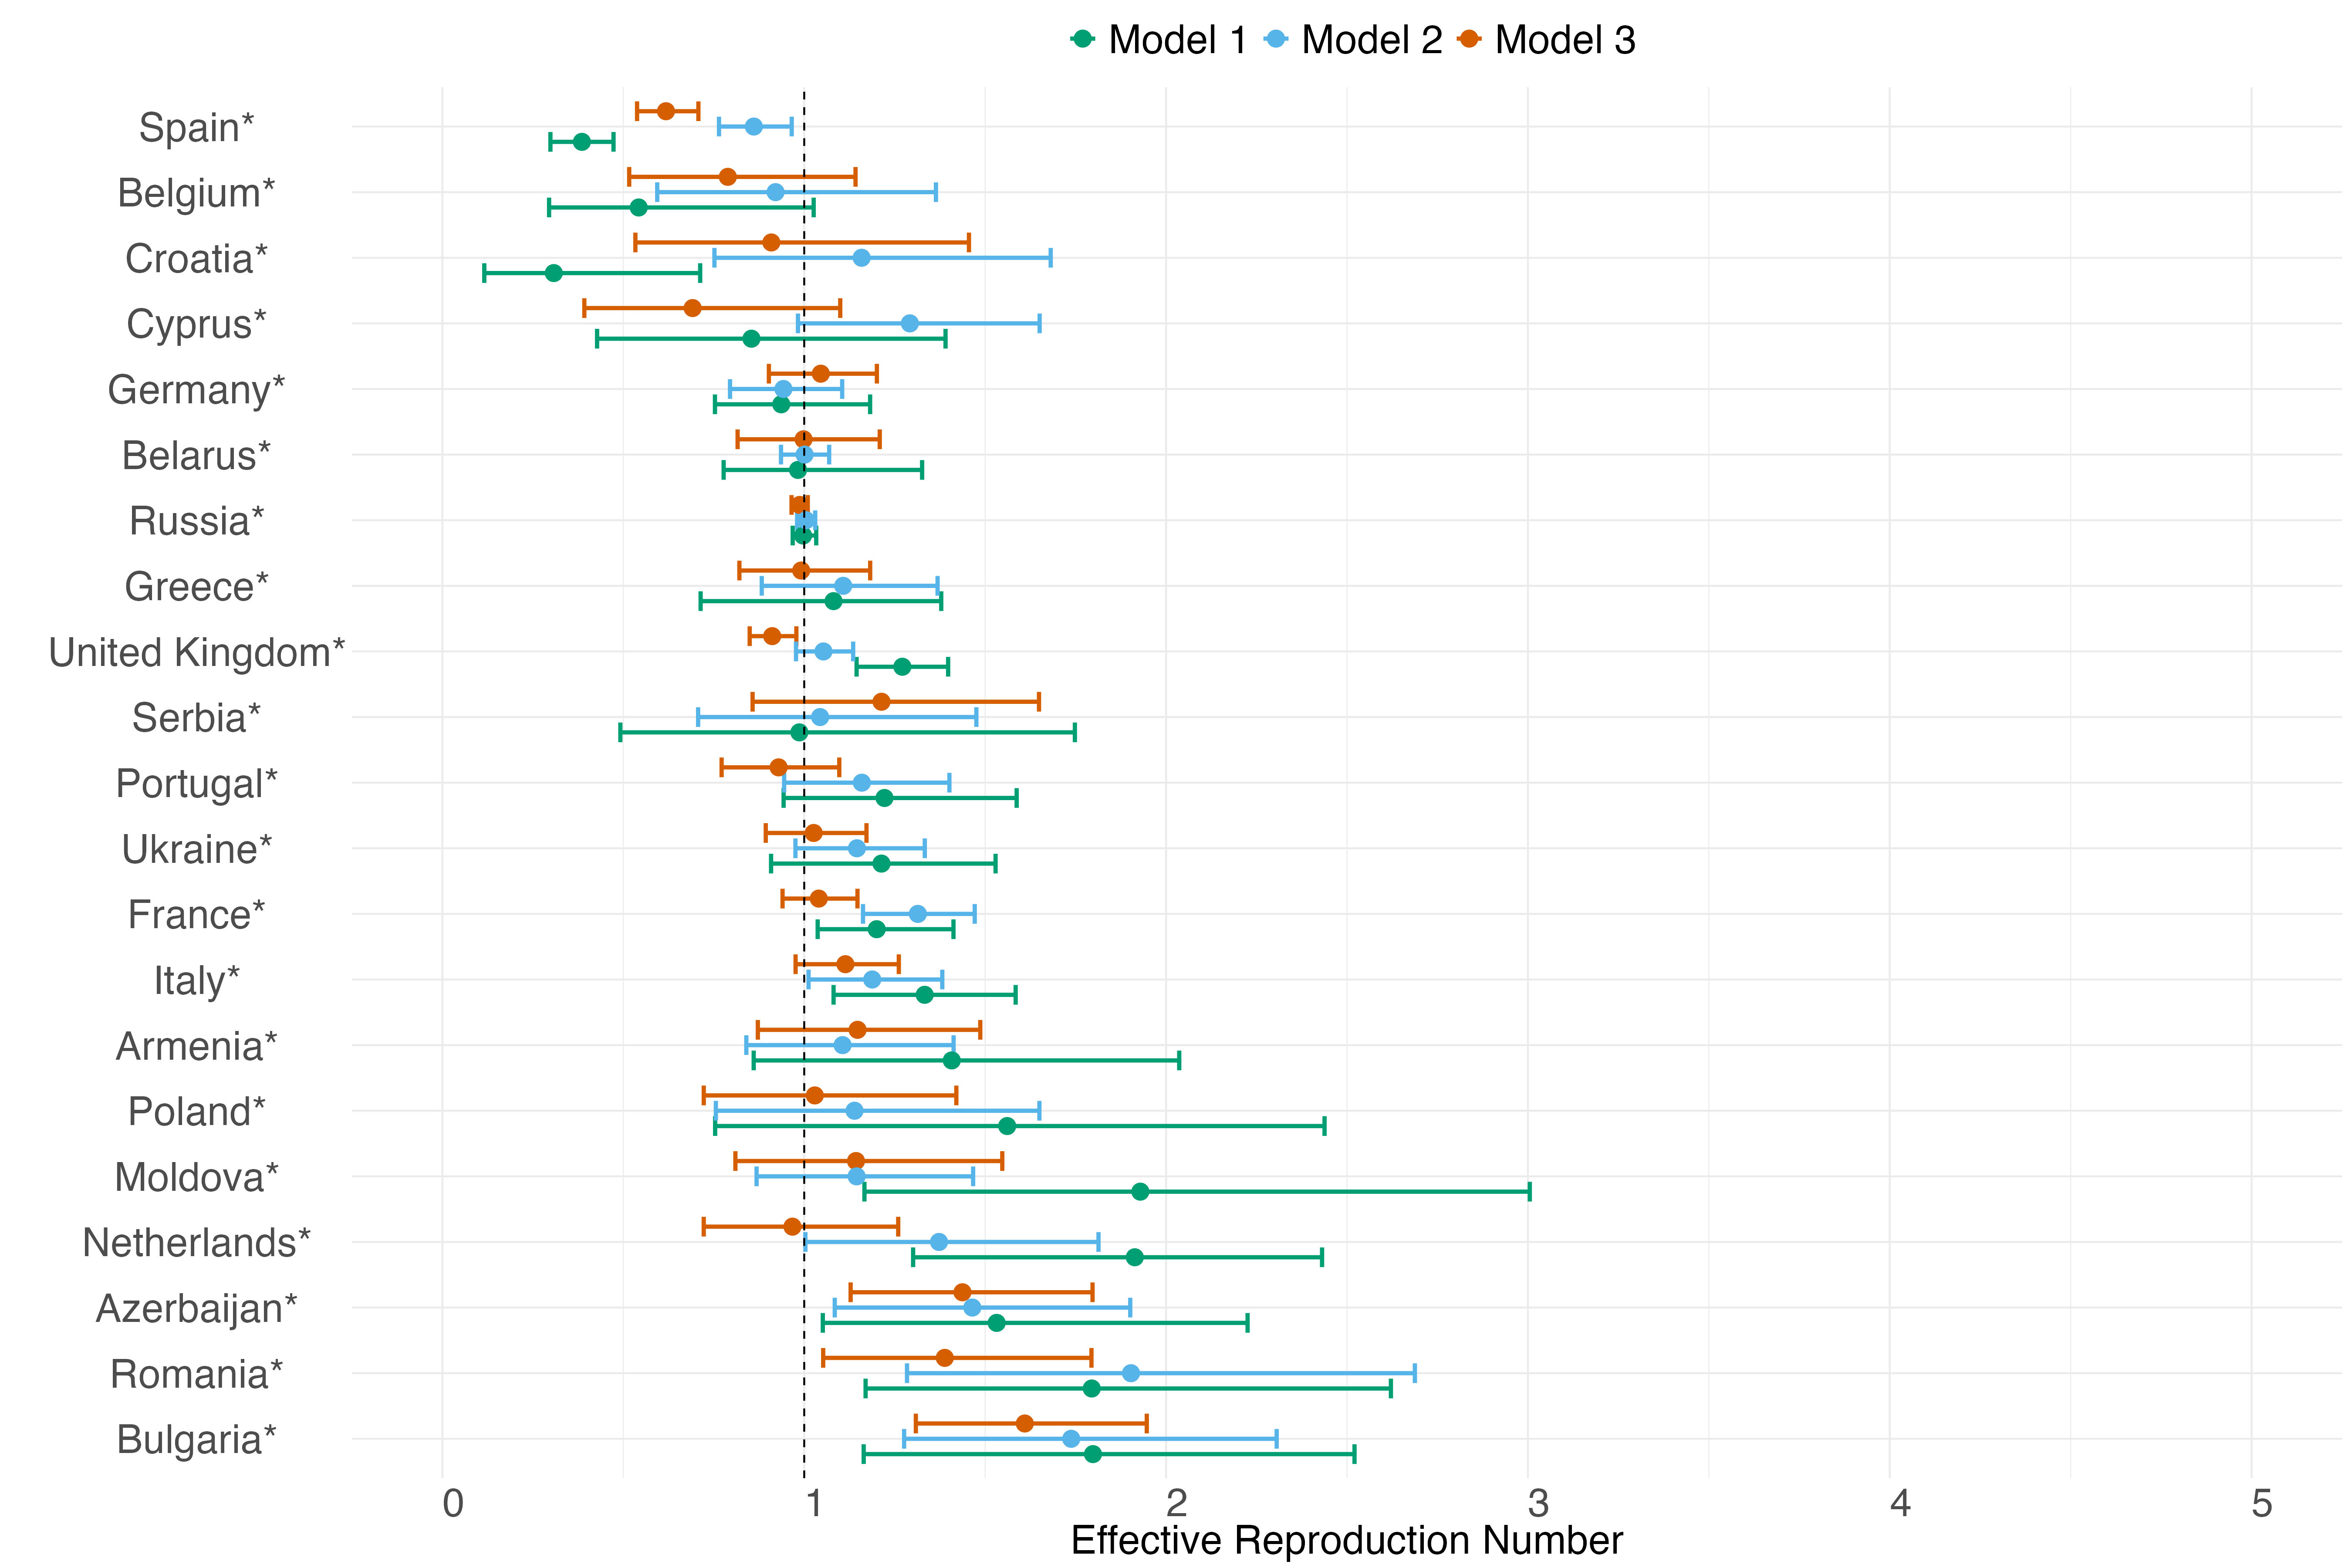 Model 1 Model 2 Model 3
Spain*
Belgium*
Croatia*
Cyprus*
Germany*
Belarus*
Russia*
Greece*
United Kingdom*
Serbia*
Portugal*
Ukraine*
France*
Italy*
Armenia*
Poland*
Moldova*
Netherlands*
Azerbaijan*
Romania*
Bulgaria*
0 1 2 3 4 5
Effective Reproduction Number